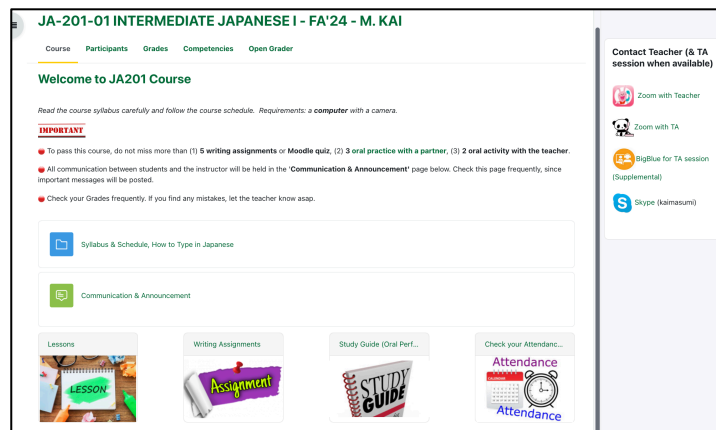 JA-201-01 INTERMEDIATE JAPANESE I - FA'24 - M. KAI
Course Participants Grades Competencies Open Grader
Welcome to JA201 Course
Read the course syllabus carefully and follow the course schedule. Requirements: a computer with a camera.
IMPORTANT
To pass this course, do not miss more than (1) 5 writing assignments or Moodle quiz, (2) 3 oral practice with a partner, (3) 2 oral activity with the teacher.
All communication between students and the instructor will be held in the 'Communication & Announcement' page below. Check this page frequently, since
important messages will be posted.
Check your Grades frequently. If you find any mistakes, let the teacher know asap.
Syllabus & Schedule, How to Type in Japanese
Communication & Announcement
Lessons
LESSON
Writing Assignments
Assignment
Study Guide (Oral Perf...
STUDY
GUIDE
Check your Attendanc...
Attendance
Attendance
Contact Teacher (& TA
session when available)
Zoom with Teacher
Zoom with TA
BigBlue for TA session
(Supplemental)
Skype (kaimasumi)